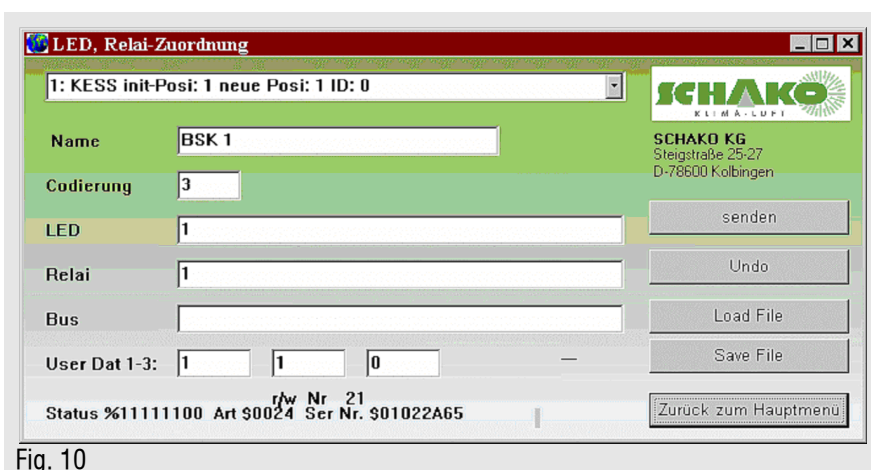 LED, Relai-Zuordnung
1: KESS init-Posi: 1 neue Posi: 1 ID: 0
Name BSK 1
Codierung 3
LED 1
Relai 1
Bus
User Dat 1-3: 1 1 0
r/w Nr 21
Status %11111100 Art $0024 Ser Nr. $01022A65
SCHAKO
KLIMA-LUFT
SCHAKO KG
Steigstraße 25-27
D-78600 Kolbingen
senden
Undo
Load File
Save File
Zurück zum Hauptmenü
Fig. 10